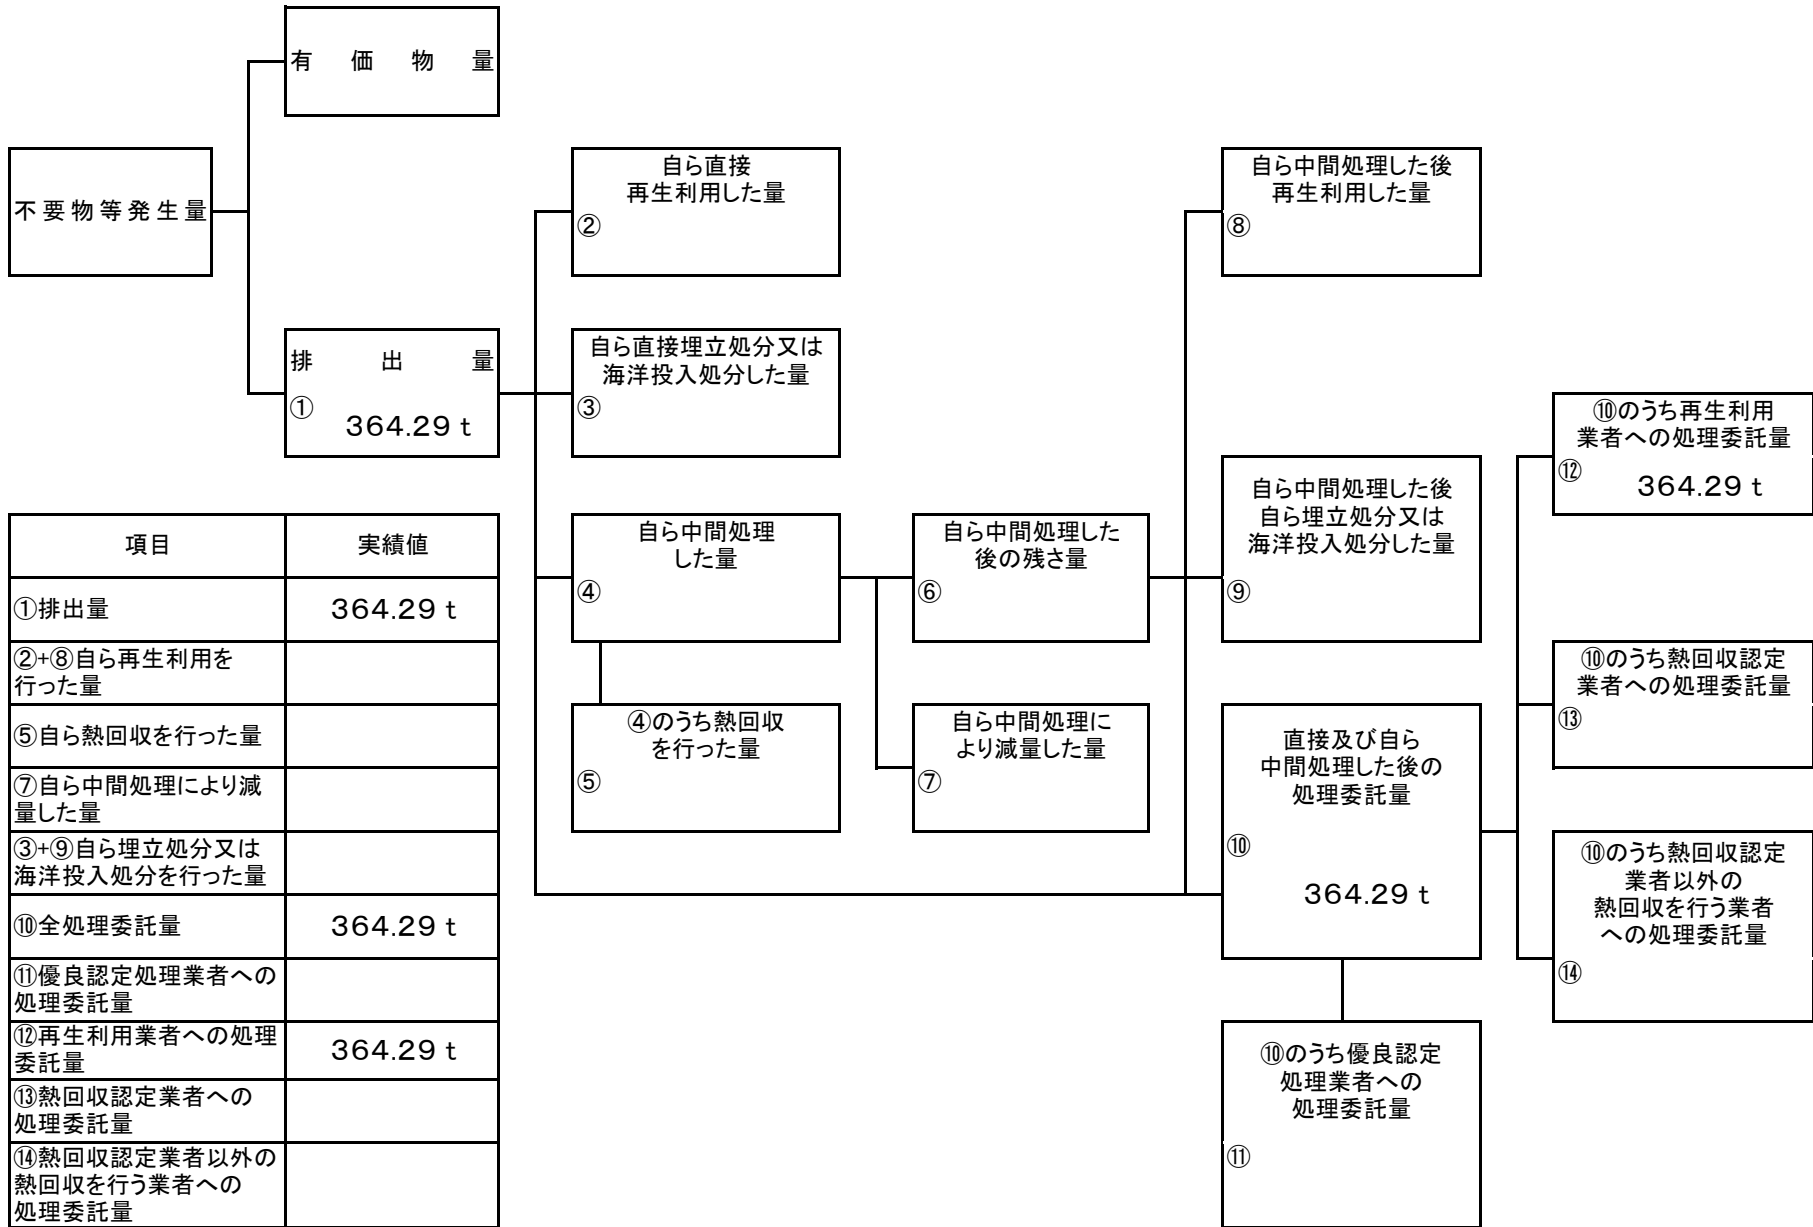 有価物量
不要物等発生量
排出量
①
364.29 t
自ら直接
再生利用した量
②
自ら直接埋立処分又は
海洋投入処分した量
③
自ら中間処理
した量
④
④のうち熱回収
を行った量
⑤
自ら中間処理した
後の残さ量
⑥
自ら中間処理に
より減量した量
⑦
自ら中間処理した後
再生利用した量
⑧
自ら中間処理した後
自ら埋立処分又は
海洋投入処分した量
⑨
直接及び自ら
中間処理した後の
処理委託量
⑩
364.29 t
⑩のうち優良認定
処理業者への
処理委託量
⑪
⑩のうち再生利用
業者への処理委託量
⑫
364.29 t
⑩のうち熱回収認定
業者への処理委託量
⑬
⑩のうち熱回収認定
業者以外の
熱回収を行う業者
への処理委託量
⑭
項目 実績値
①排出量 364.29 t
②+⑧自ら再生利用を
行った量
⑤自ら熱回収を行った量
⑦自ら中間処理により減
量した量
③+⑨自ら埋立処分又は
海洋投入処分を行った量
⑩全処理委託量 364.29 t
⑪優良認定処理業者への
処理委託量
⑫再生利用業者への処理
委託量 364.29 t
⑬熱回収認定業者への
処理委託量
⑭熱回収認定業者以外の
熱回収を行う業者への
処理委託量